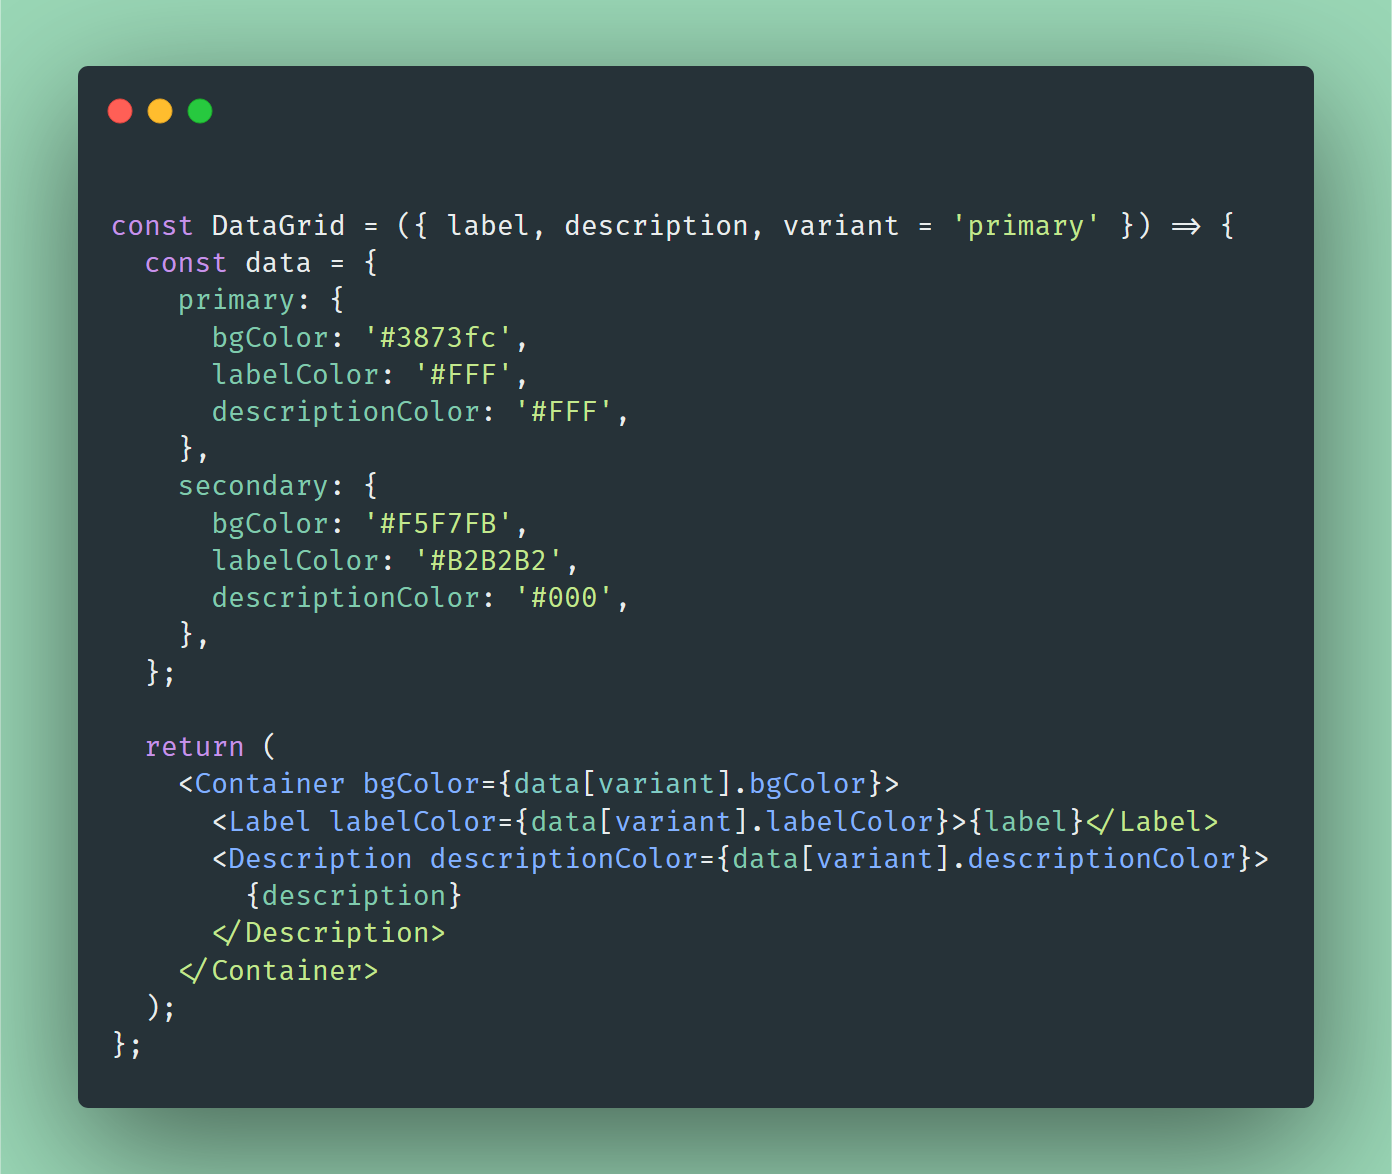 const DataGrid = ({ label, description, variant = 'primary' }) => {
  const data = {
    primary: {
      bgColor: '#3873fc',
      labelColor: '#FFF',
      descriptionColor: '#FFF',
    },
    secondary: {
      bgColor: '#F5F7FB',
      labelColor: '#B2B2B2',
      descriptionColor: '#000',
    },
  };

  return (
    <Container bgColor={data[variant].bgColor}>
      <Label labelColor={data[variant].labelColor}>{label}</Label>
      <Description descriptionColor={data[variant].descriptionColor}>
        {description}
      </Description>
    </Container>
  );
};